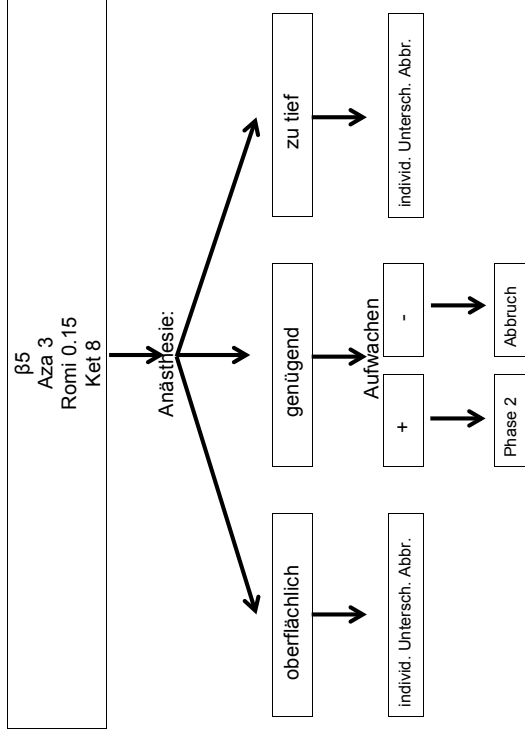 β5
Aza 3
Romi 0.15
Ket 8
Anästhesie:
oberflächlich
genügend
zu tief
individ. Untersch. Abbr.
Aufwachen
individ. Untersch. Abbr.
+
-
Phase 2
Abbruch